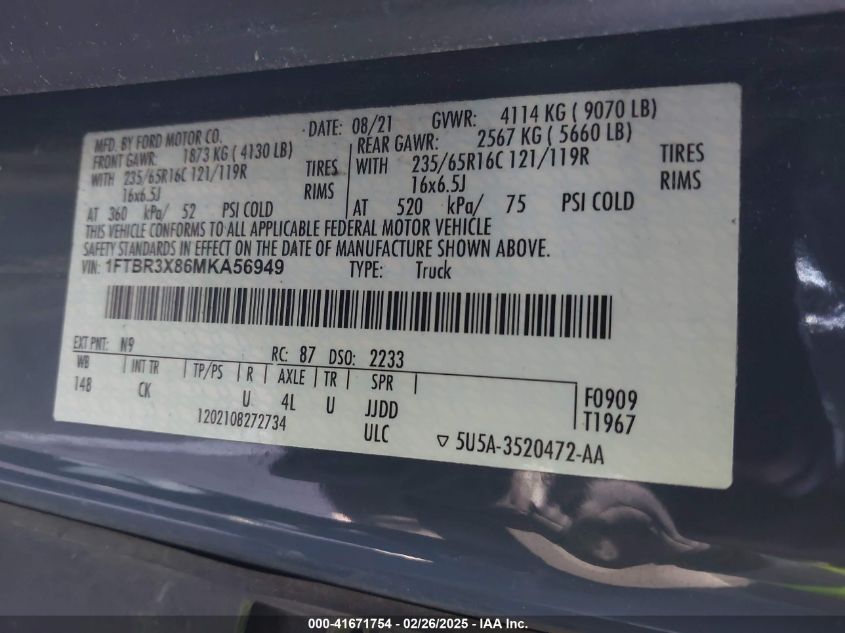 MFD. BY FORD MOTOR CO.
DATE: 08/21 GVWR: 4114 KG ( 9070 LB)
FRONT GAWR: 1873 KG ( 4130 LB)
REAR GAWR: 2567 KG ( 5660 LB)
WITH 235/65R16C 121/119R TIRES
WITH 235/65R16C 121/119R TIRES
16x6.5J RIMS
16x6.5J RIMS
AT 360 kPa/ 52 PSI COLD
AT 520 kPa/ 75 PSI COLD
THIS VEHICLE CONFORMS TO ALL APPLICABLE FEDERAL MOTOR VEHICLE
SAFETY STANDARDS IN EFFECT ON THE DATE OF MANUFACTURE SHOWN ABOVE.
VIN: 1FTBR3X86MKA56949 TYPE: Truck
EXT PNT: N9 RC: 87 DSO: 2233
WB | INT TR | TP/PS | R | AXLE | TR | SPR |
148 CK U 4L U JJDD
F0909
T1967
1202108272734 ULC
▽ 5U5A-3520472-AA
000-41671754 - 02/26/2025 - IAA Inc.